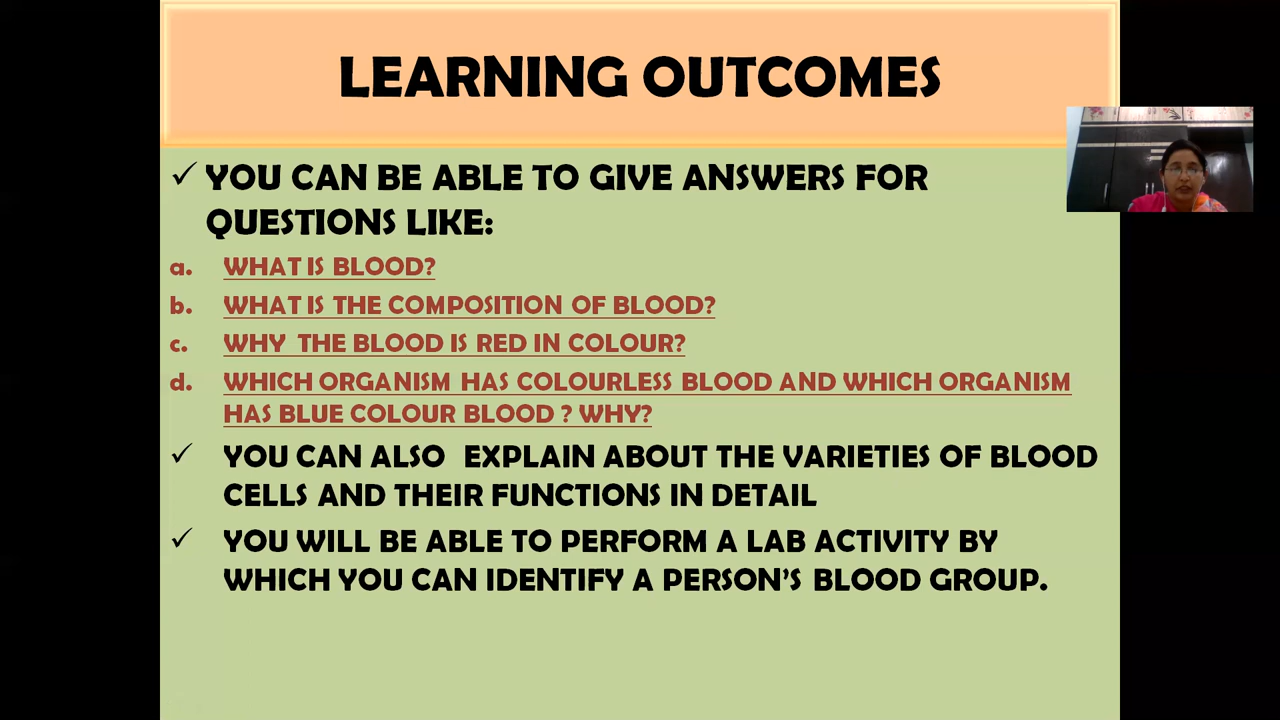 LEARNING OUTCOMES
✓ YOU CAN BE ABLE TO GIVE ANSWERS FOR
QUESTIONS LIKE:
a. WHAT IS BLOOD?
b. WHAT IS THE COMPOSITION OF BLOOD?
c. WHY THE BLOOD IS RED IN COLOUR?
d. WHICH ORGANISM HAS COLOURLESS BLOOD AND WHICH ORGANISM
HAS BLUE COLOUR BLOOD ? WHY?
✓ YOU CAN ALSO EXPLAIN ABOUT THE VARIETIES OF BLOOD
CELLS AND THEIR FUNCTIONS IN DETAIL
✓ YOU WILL BE ABLE TO PERFORM A LAB ACTIVITY BY
WHICH YOU CAN IDENTIFY A PERSON'S BLOOD GROUP.